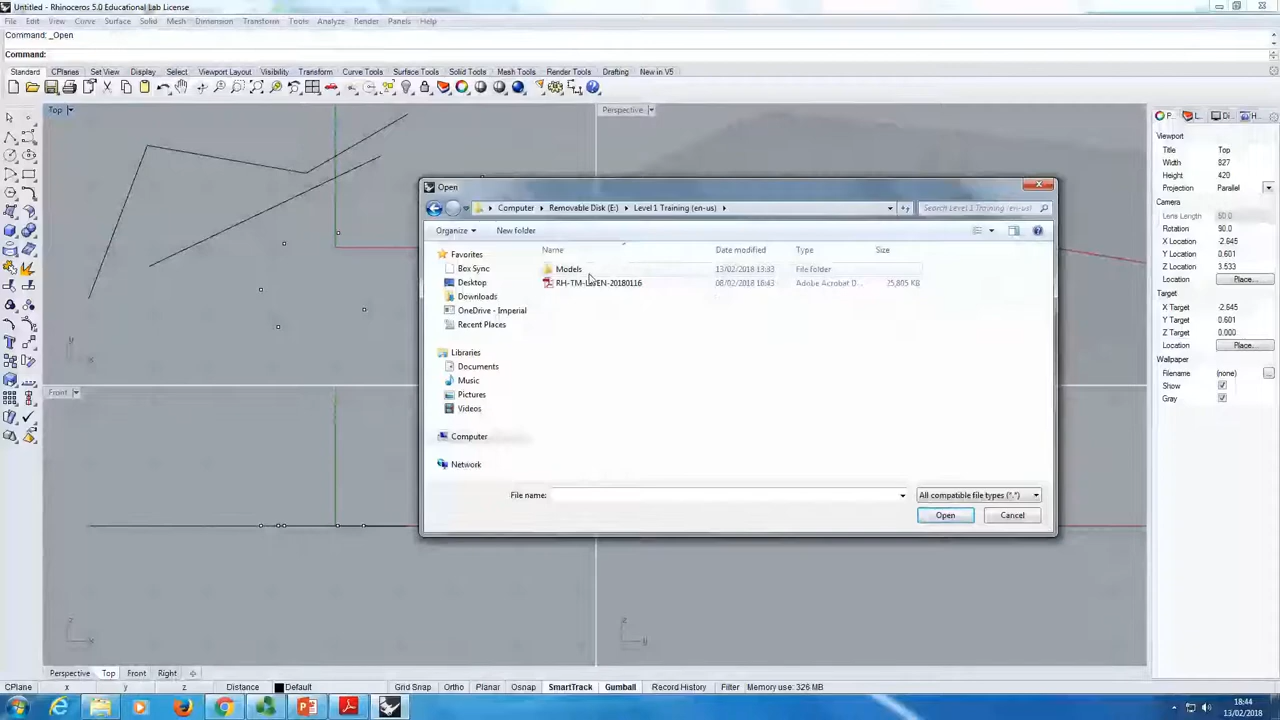 Untitled - Rhinoceros 5.0 Educational Lab License
File Edit View Curve Surface Solid Mesh Dimension Transform Tools Analyze Render Panels Help
Command: _Open
Command:
Standard CPlanes Set View Display Select Viewport Layout Visibility Transform Curve Tools Surface Tools Solid Tools Mesh Tools Render Tools Drafting New in V5
Top
Perspective
Open
Computer Removable Disk (E:) Level 1 Training (en-us)
Search Level 1 Training (en-us)
Organize New folder
Name Date modified Type Size
Favorites
Box Sync
Desktop
Downloads
OneDrive - Imperial
Recent Places
Libraries
Documents
Music
Pictures
Videos
Computer
Network
Models 13/02/2018 13:33 File folder
08/02/2018 16:43 Adobe Acrobat D... 25,805 KB
File name:
All compatible file types (*.*)
Open Cancel
Viewport
Title Top
Width 827
Height 420
Projection Parallel
Camera
Lens Length 50.0
Rotation 90.0
X Location -2.645
Y Location 0.601
Z Location 3.533
Location Place...
Target
X Target -2.645
Y Target 0.601
Z Target 0.000
Location Place...
Wallpaper
Filename (none)
Show
Gray
y
x
Front
z
x
z
y
Perspective Top Front Right
CPlane x y z Distance Default Grid Snap Ortho Planar Osnap SmartTrack Gumball Record History Filter Memory use: 326 MB
18:44
13/02/2018